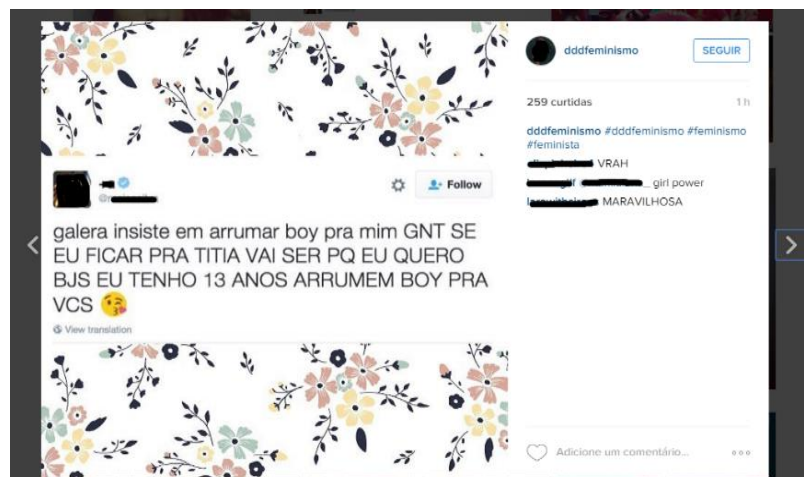 dddfeminismo
SEGUIR
259 curtidas
1 h
dddfeminismo #dddfeminismo #feminismo
#feminista
VRAH
girl power
MARAVILHOSA
Follow
galera insiste em arrumar boy pra mim GNT SE
EU FICAR PRA TITIA VAI SER PQ EU QUERO
BJS EU TENHO 13 ANOS ARRUMEM BOY PRA
VCS 😘
View translation
Adicione um comentário...